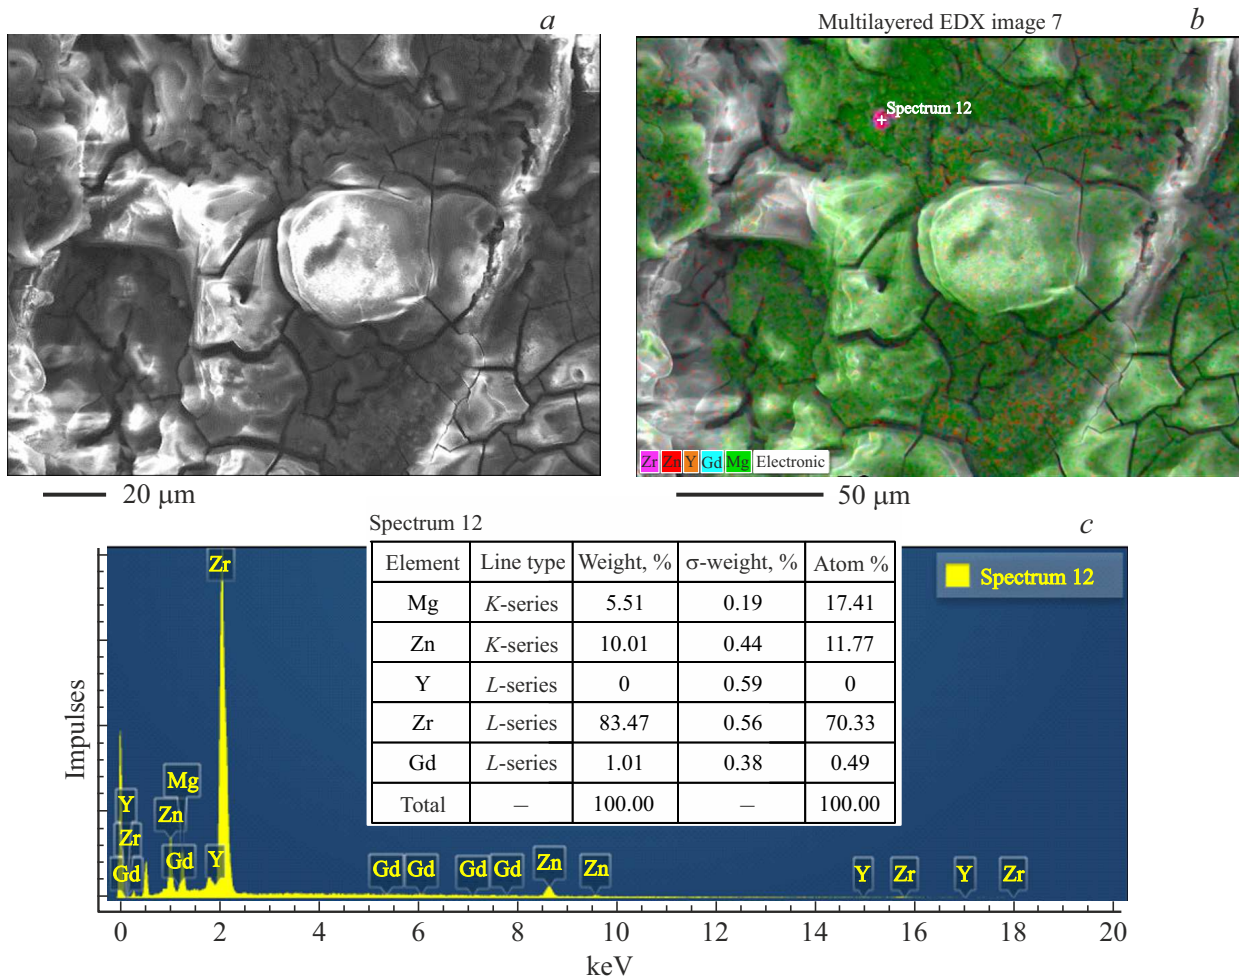 a
Multilayered EDX image 7
b
Spectrum 12
Zr Zn Y Gd Mg Electronic
20 μm
50 μm
Spectrum 12
c
Element Line type Weight, % σ-weight, % Atom %
Mg K-series 5.51 0.19 17.41
Zn K-series 10.01 0.44 11.77
Y L-series 0 0.59 0
Zr L-series 83.47 0.56 70.33
Gd L-series 1.01 0.38 0.49
Total — 100.00 — 100.00
Spectrum 12
Impulses
Zr
Mg
Y Zn
Zr
Gd Gd Y
Gd Gd Gd Gd Zn Zn Y Zr Y Zr
0 2 4 6 8 10 12 14 16 18 20
keV